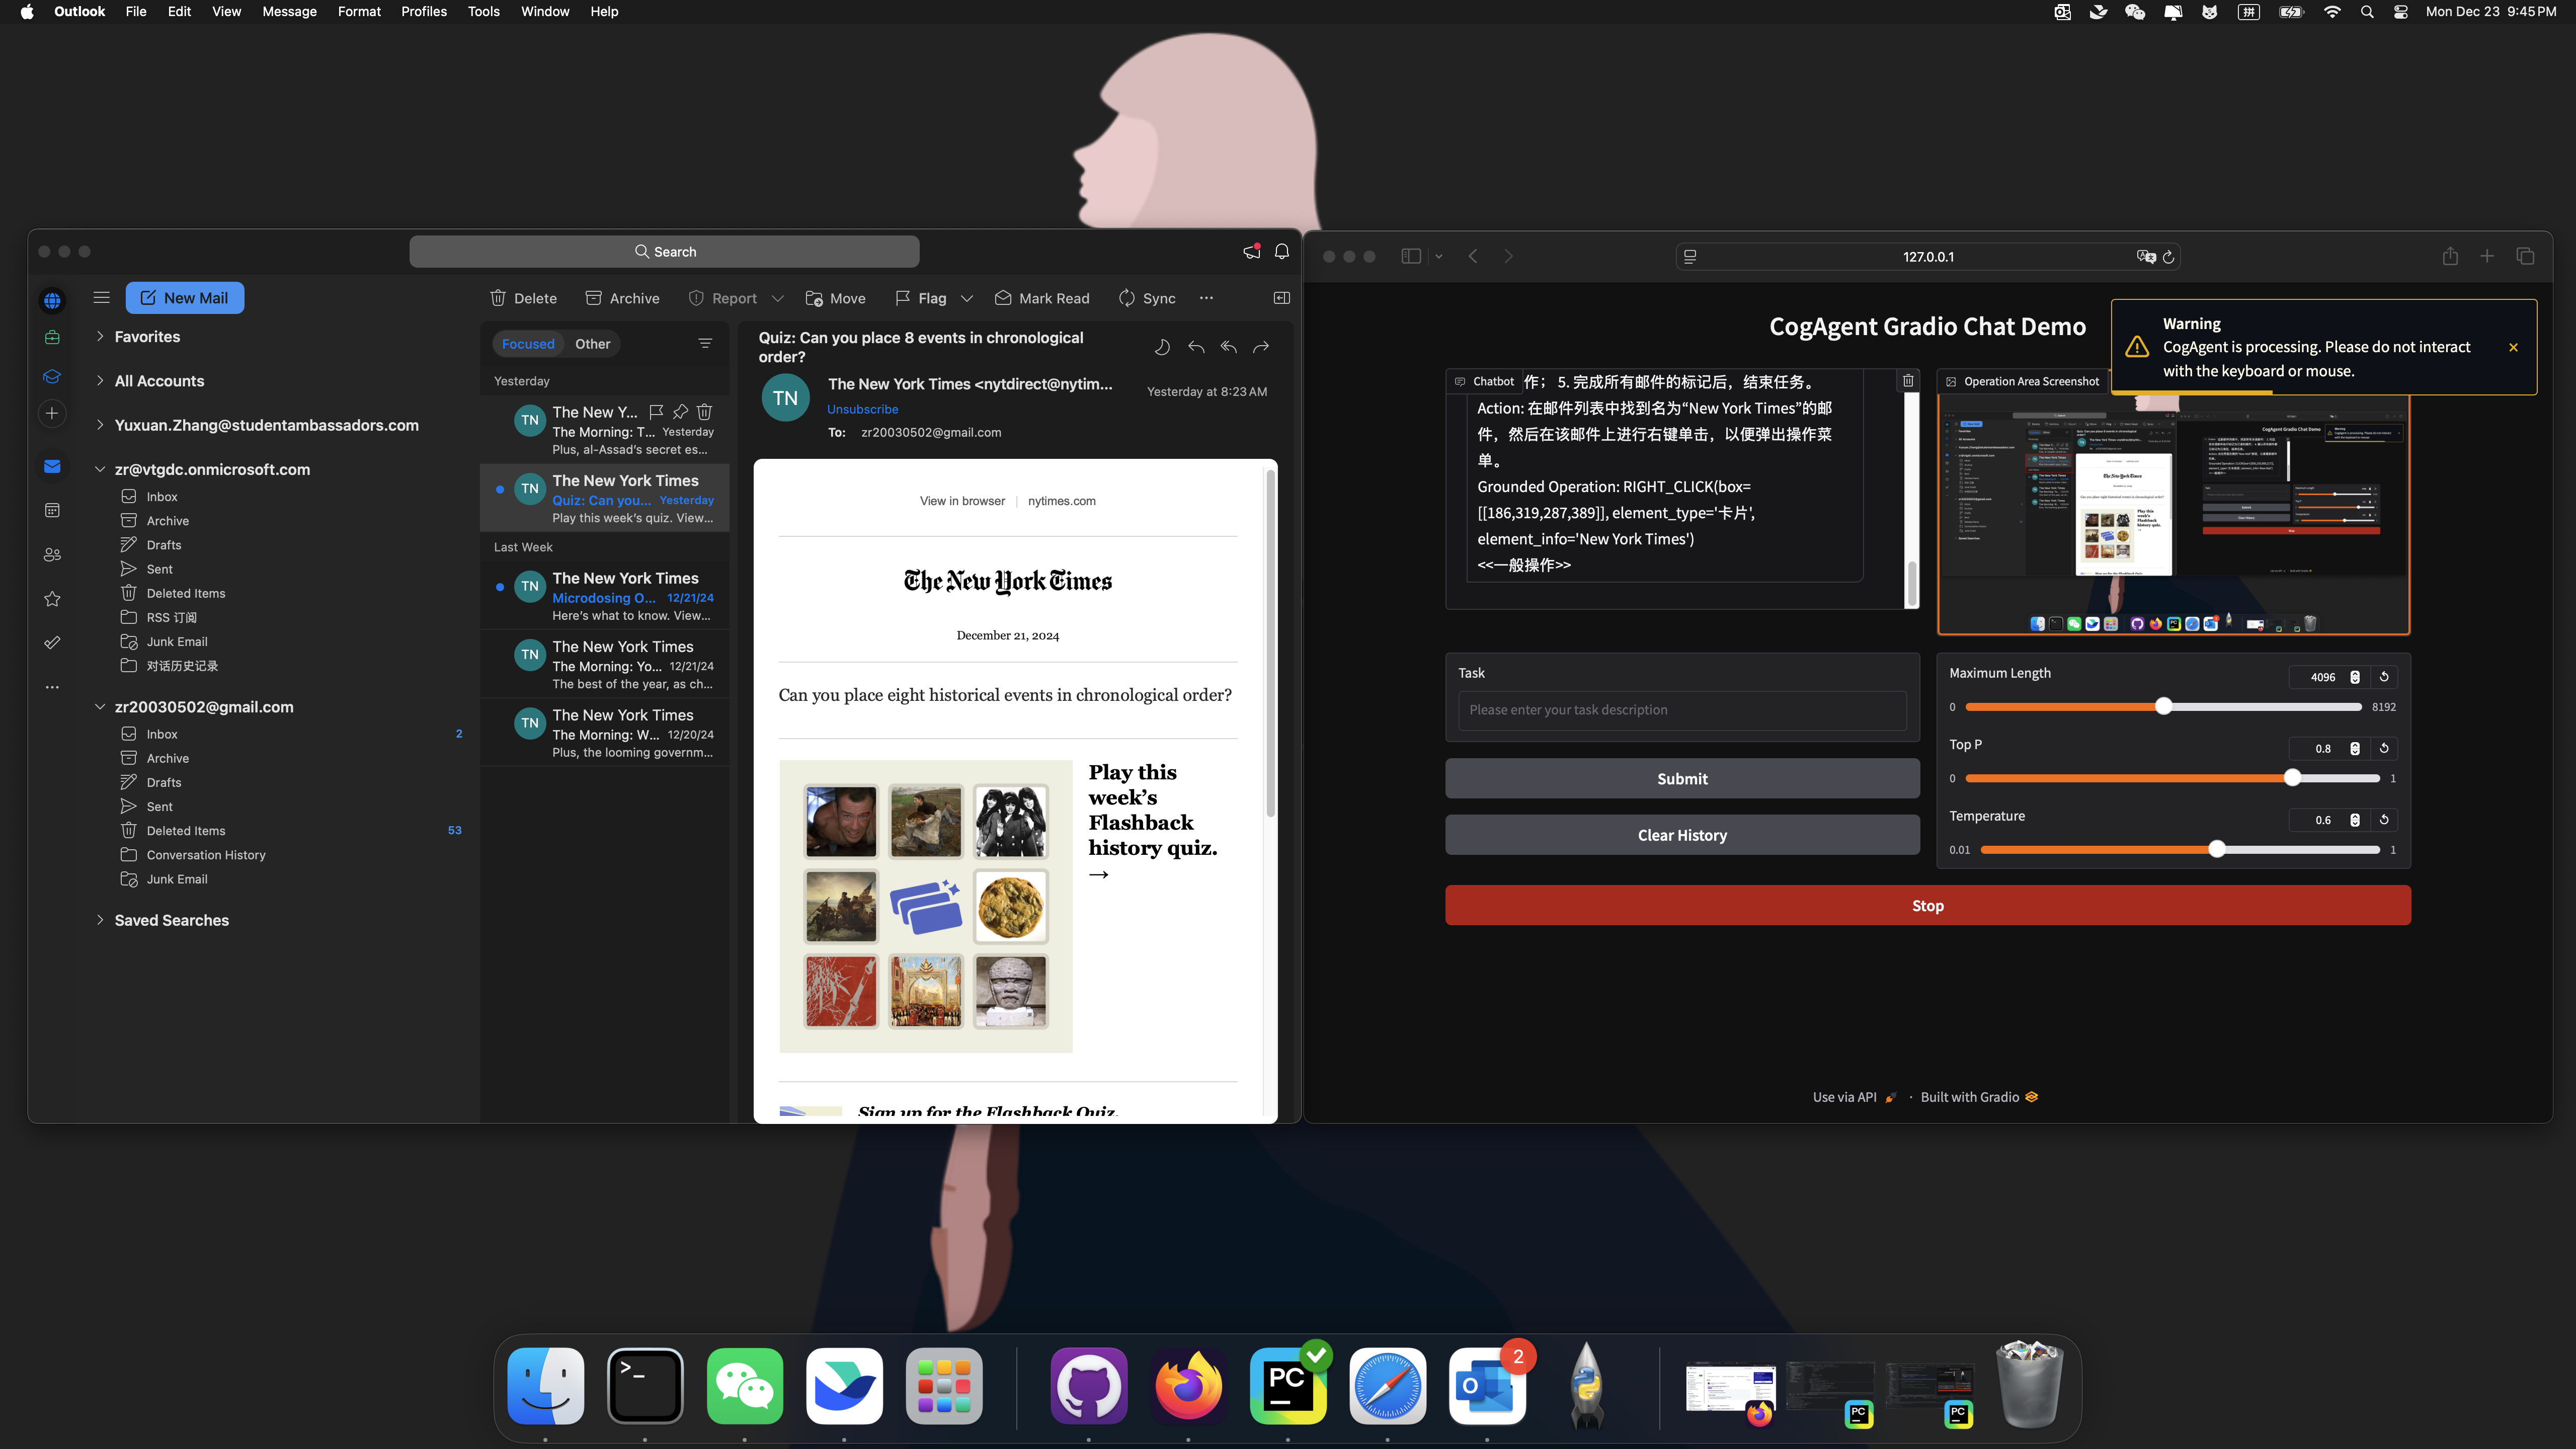 Outlook File Edit View Message Format Profiles Tools Window Help
拼
Mon Dec 23 9:45 PM
Search
New Mail
Delete Archive Report Move Flag Mark Read Sync
Favorites
All Accounts
Yuxuan.Zhang@studentambassadors.com
zr@vtgdc.onmicrosoft.com
Inbox
Archive
Drafts
Sent
Deleted Items
RSS 订阅
Junk Email
对话历史记录
zr20030502@gmail.com
Inbox 2
Archive
Drafts
Sent
Deleted Items 53
Conversation History
Junk Email
Saved Searches
Focused Other
Yesterday
TN
The New Y...
The Morning: T... Yesterday
Plus, al-Assad's secret es...
TN
The New York Times
Quiz: Can you... Yesterday
Play this week's quiz. View...
Last Week
TN
The New York Times
Microdosing O... 12/21/24
Here's what to know. View...
TN
The New York Times
The Morning: Yo... 12/21/24
The best of the year, as ch...
TN
The New York Times
The Morning: W... 12/20/24
Plus, the looming governm...
Quiz: Can you place 8 events in chronological
order?
TN
The New York Times <nytdirect@nytim...
Yesterday at 8:23 AM
Unsubscribe
To: zr20030502@gmail.com
View in browser | nytimes.com
The New York Times
December 21, 2024
Can you place eight historical events in chronological order?
Play this
week's
Flashback
history quiz.
→
Sign up for the Flashback Quiz.
127.0.0.1
CogAgent Gradio Chat Demo
Warning
CogAgent is processing. Please do not interact
with the keyboard or mouse.
Chatbot
作； 5. 完成所有邮件的标记后，结束任务。
Action: 在邮件列表中找到名为“New York Times”的邮
件，然后在该邮件上进行右键单击，以便弹出操作菜
单。
Grounded Operation: RIGHT_CLICK(box=
[[186,319,287,389]], element_type='卡片',
element_info='New York Times')
<<一般操作>>
Operation Area Screenshot
Task
Please enter your task description
Submit
Clear History
Maximum Length
4096
0 8192
Top P
0.8
0 1
Temperature
0.6
0.01 1
Stop
Use via API · Built with Gradio
>_
PC
O
2
PC
PC